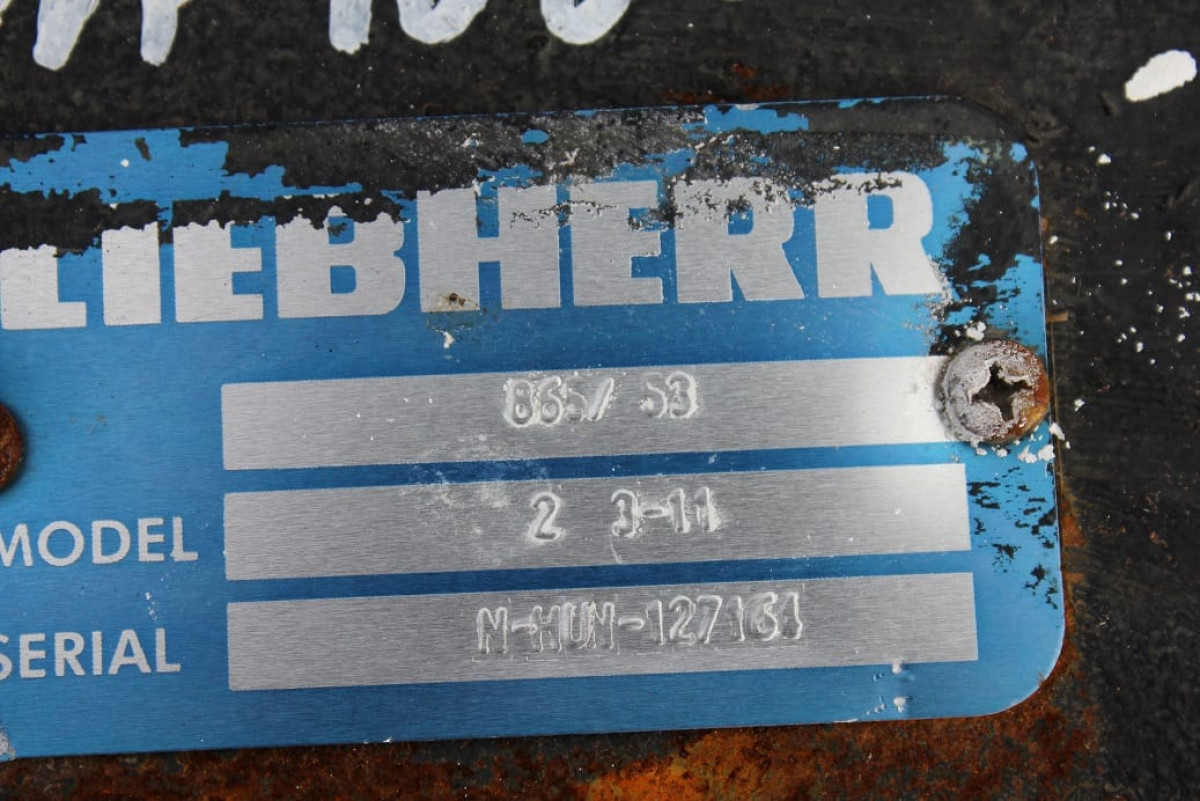 LIEBHERR
865/ 53
MODEL 2 3-11
SERIAL M-HUM-127161